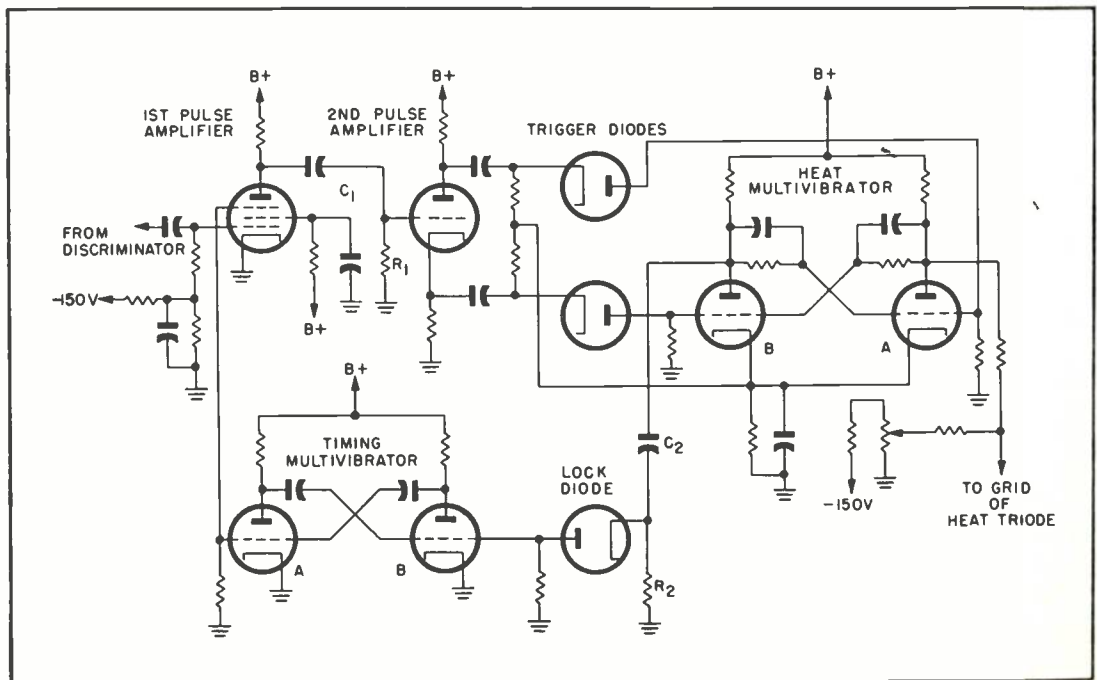 B+
1ST PULSE
AMPLIFIER
B+
2ND PULSE
AMPLIFIER
TRIGGER DIODES
B+
HEAT
MULTIVIBRATOR
C1
FROM
DISCRIMINATOR
R1
-150V
B+
B
A
B+
TIMING
MULTIVIBRATOR
C2
LOCK
DIODE
-150V
TO GRID
OF
HEAT TRIODE
A
B
R2